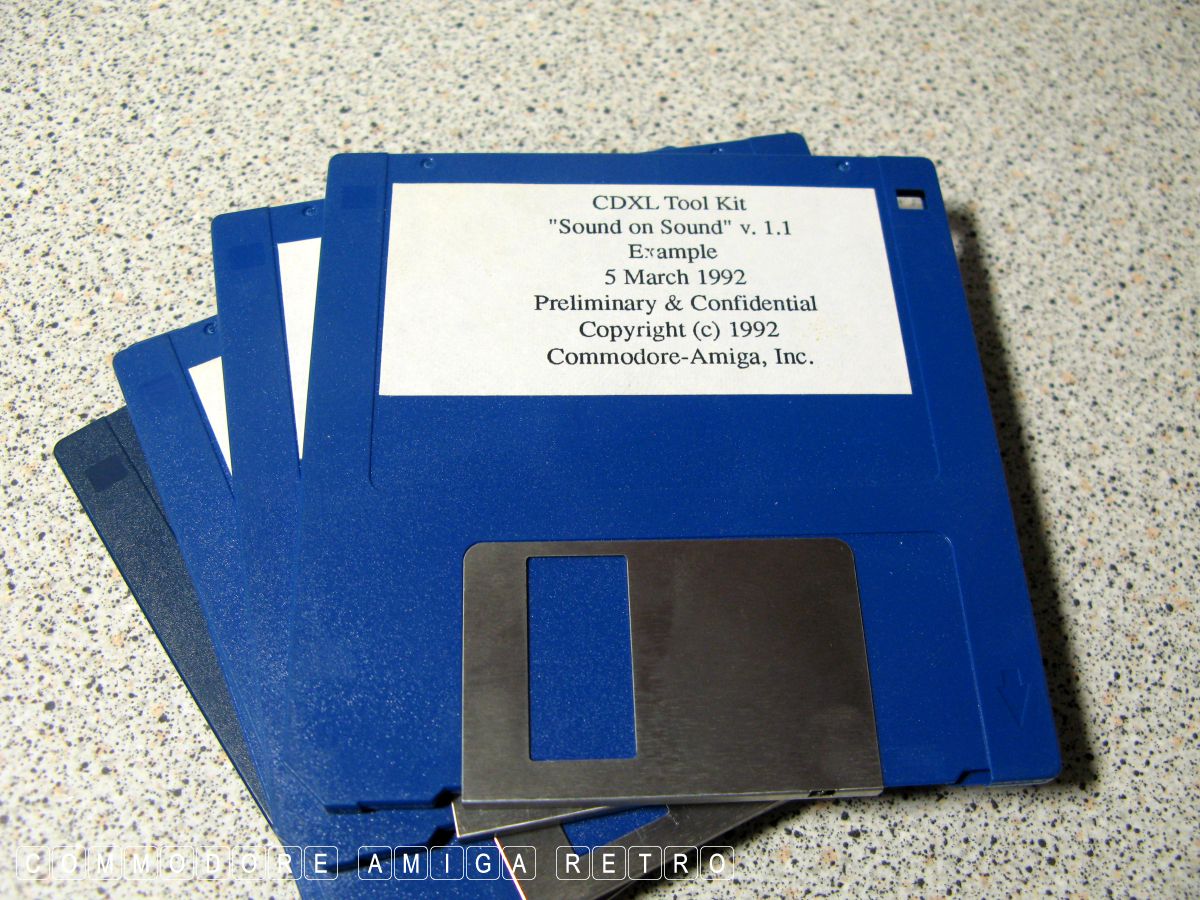 CDXL Tool Kit
"Sound on Sound" v. 1.1
Example
5 March 1992
Preliminary & Confidential
Copyright (c) 1992
Commodore-Amiga, Inc.
COMMODORE AMIGA RETRO